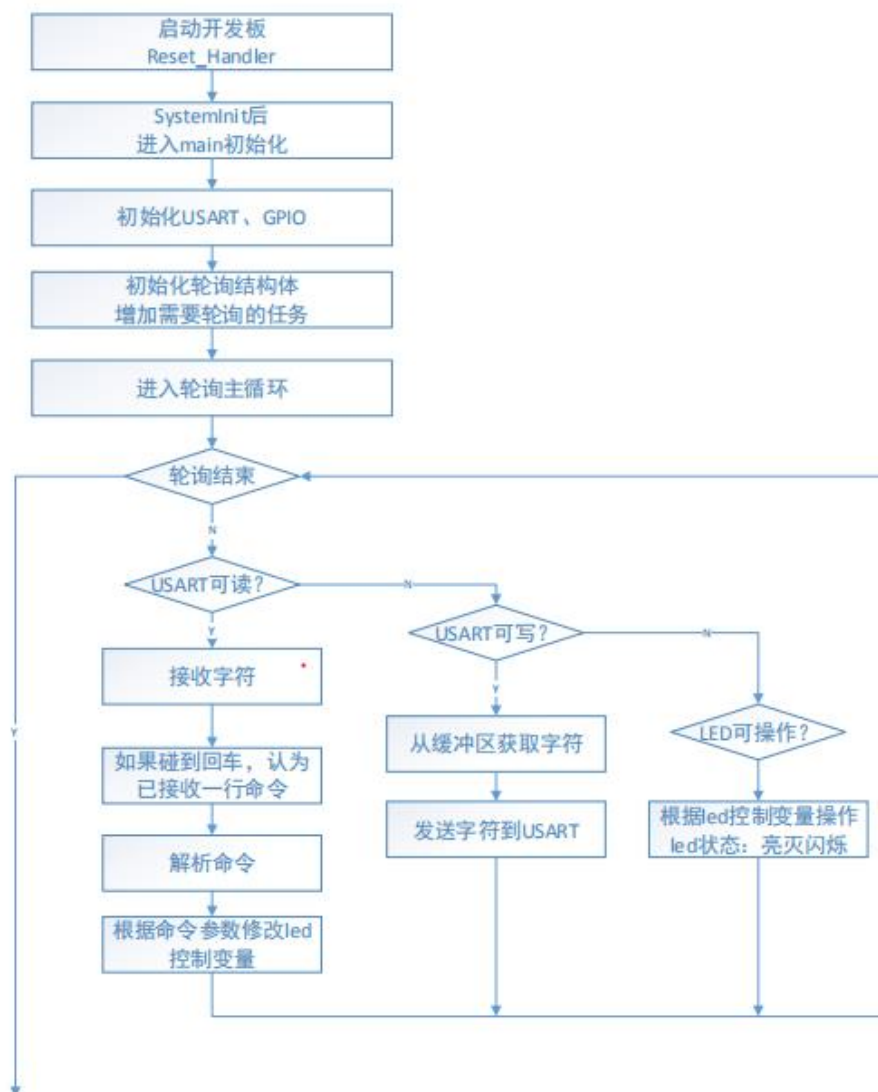 启动开发板
Reset_Handler
SystemInit后
进入main初始化
初始化USART、GPIO
初始化轮询结构体
增加需要轮询的任务
进入轮询主循环
轮询结束
N
USART可读？
N
Y
USART可写？
N
接收字符
Y
Y
LED可操作？
从缓冲区获取字符
如果碰到回车，认为
已接收一行命令
根据led控制变量操作
led状态：亮灭闪烁
发送字符到USART
解析命令
根据命令参数修改led
控制变量